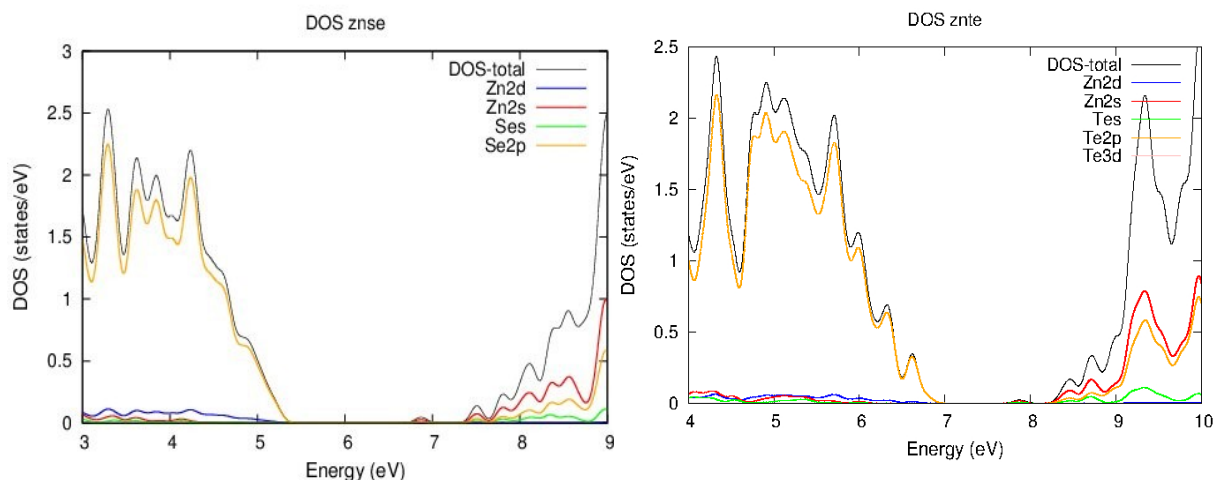 DOS znse
3
2.5
2
1.5
1
0.5
0
DOS (states/eV)
DOS-total
Zn2d
Zn2s
Ses
Se2p
3 4 5 6 7 8 9
Energy (eV)
DOS znte
2.5
2
1.5
1
0.5
0
DOS (states/eV)
DOS-total
Zn2d
Zn2s
Tes
Te2p
Te3d
4 5 6 7 8 9 10
Energy (eV)